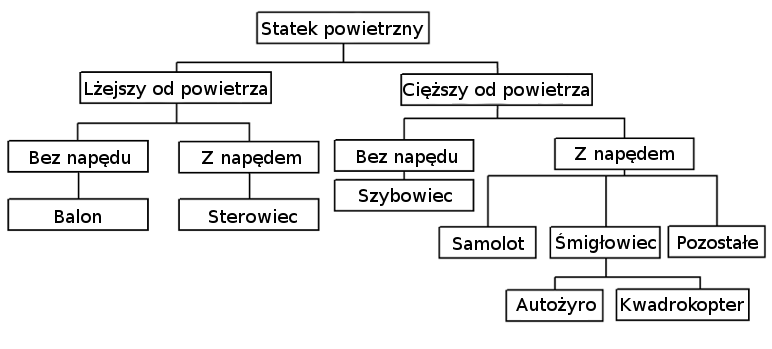 Statek powietrzny
Lżejszy od powietrza
Cięższy od powietrza
Bez napędu
Z napędem
Bez napędu
Z napędem
Balon
Sterowiec
Szybowiec
Samolot
Śmigłowiec
Pozostałe
Autożyro
Kwadrokopter